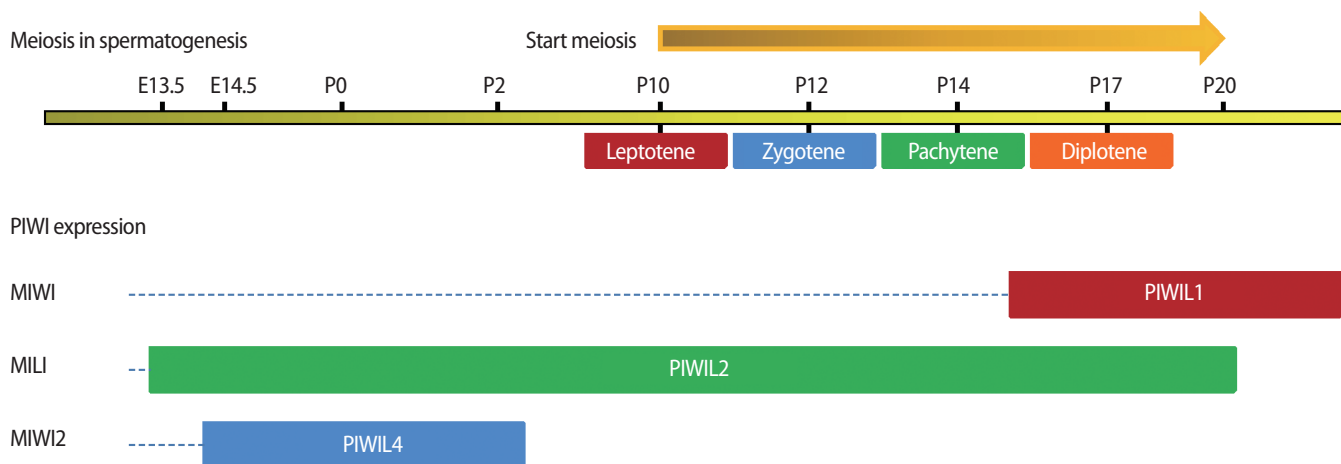 Meiosis in spermatogenesis
Start meiosis
E13.5 E14.5 P0 P2 P10 P12 P14 P17 P20
Leptotene Zygotene Pachytene Diplotene
PIWI expression
MIWI PIWIL1
MILI PIWIL2
MIWI2 PIWIL4